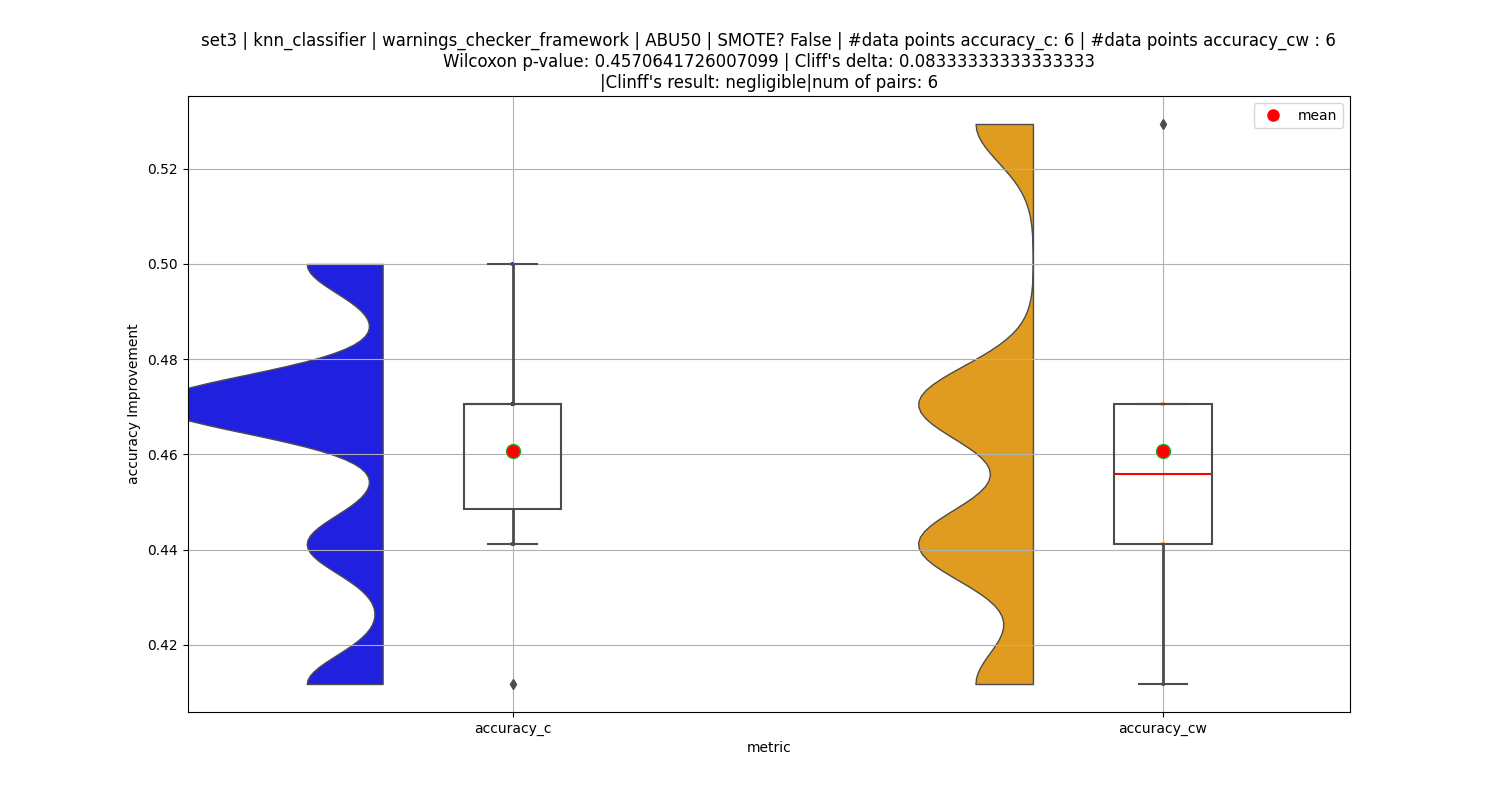 set3 | knn_classifier | warnings_checker_framework | ABU50 | SMOTE? False | #data points accuracy_c: 6 | #data points accuracy_cw : 6
Wilcoxon p-value: 0.4570641726007099 | Cliff's delta: 0.08333333333333333
|Clinff's result: negligible|num of pairs: 6
mean
0.52
0.50
0.48
0.46
0.44
0.42
accuracy Improvement
accuracy_c
accuracy_cw
metric